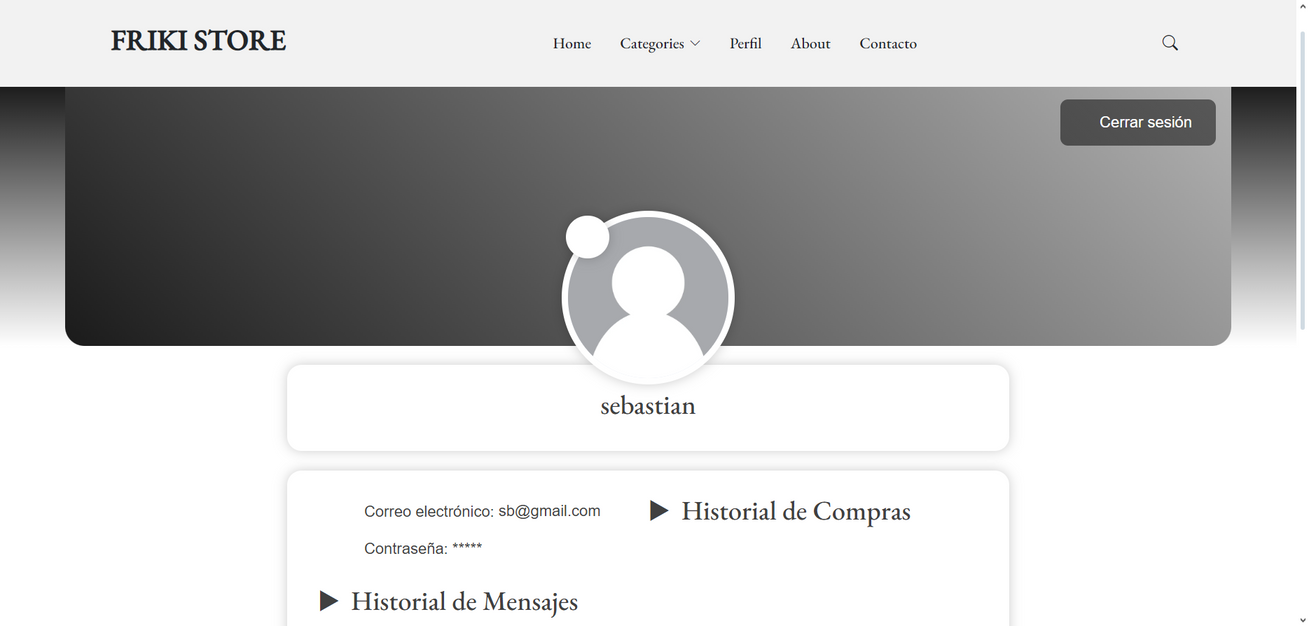 FRIKI STORE
Home Categories Perfil About Contacto
Cerrar sesión
sebastian
Correo electrónico: sb@gmail.com
Contraseña: *****
Historial de Compras
Historial de Mensajes